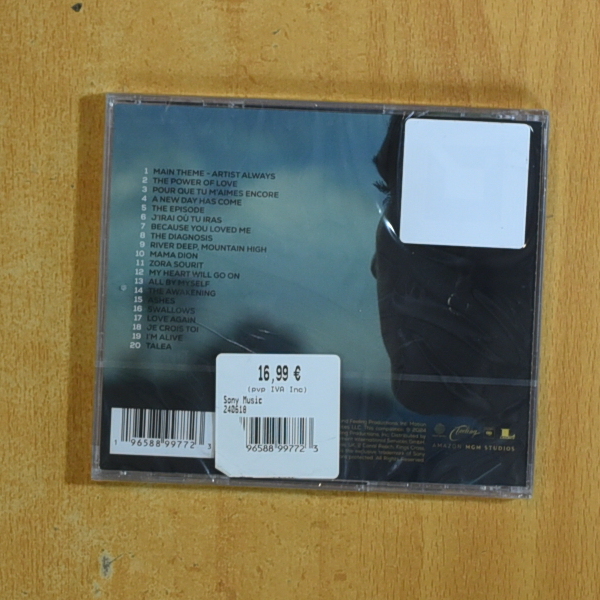 1 MAIN THEME - ARTIST ALWAYS
2 THE POWER OF LOVE
3 POUR QUE TU M'AIMES ENCORE
4 A NEW DAY HAS COME
5 THE EPISODE
6 J'IRAI OÙ TU IRAS
7 BECAUSE YOU LOVED ME
8 THE DIAGNOSIS
9 RIVER DEEP, MOUNTAIN HIGH
10 MAMA DION
11 ZORA SOURIT
12 MY HEART WILL GO ON
13 ALL BY MYSELF
14 THE AWAKENING
15 ASHES
16 SWALLOWS
17 LOVE AGAIN
18 JE CROIS TOI
19 I'M ALIVE
20 TALEA
16,99 €
(pvp IVA Inc)
Sony Music
240618
1 96588 99772 3
96588 99772 3
AMAZON MGM STUDIOS